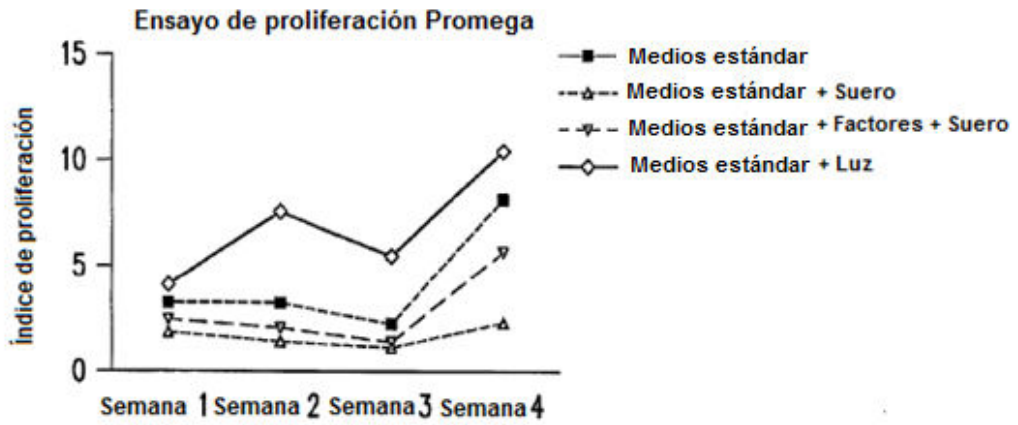 Ensayo de proliferación Promega
15
10
5
0
Índice de proliferación
Semana 1 Semana 2 Semana 3 Semana 4
Medios estándar
Medios estándar + Suero
Medios estándar + Factores + Suero
Medios estándar + Luz